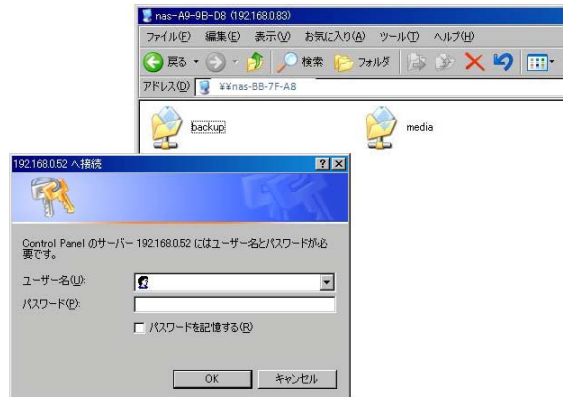 nas-A9-9B-D8 (192.168.0.83)
ファイル(F) 編集(E) 表示(V) お気に入り(A) ツール(T) ヘルプ(H)
戻る 検索 フォルダ
アドレス(D) ¥¥nas-BB-7F-A8
backup media
192.168.0.52 へ接続
Control Panel のサーバー 192.168.0.52 にはユーザー名とパスワードが必
要です。
ユーザー名(U):
パスワード(P):
パスワードを記憶する(R)
OK キャンセル